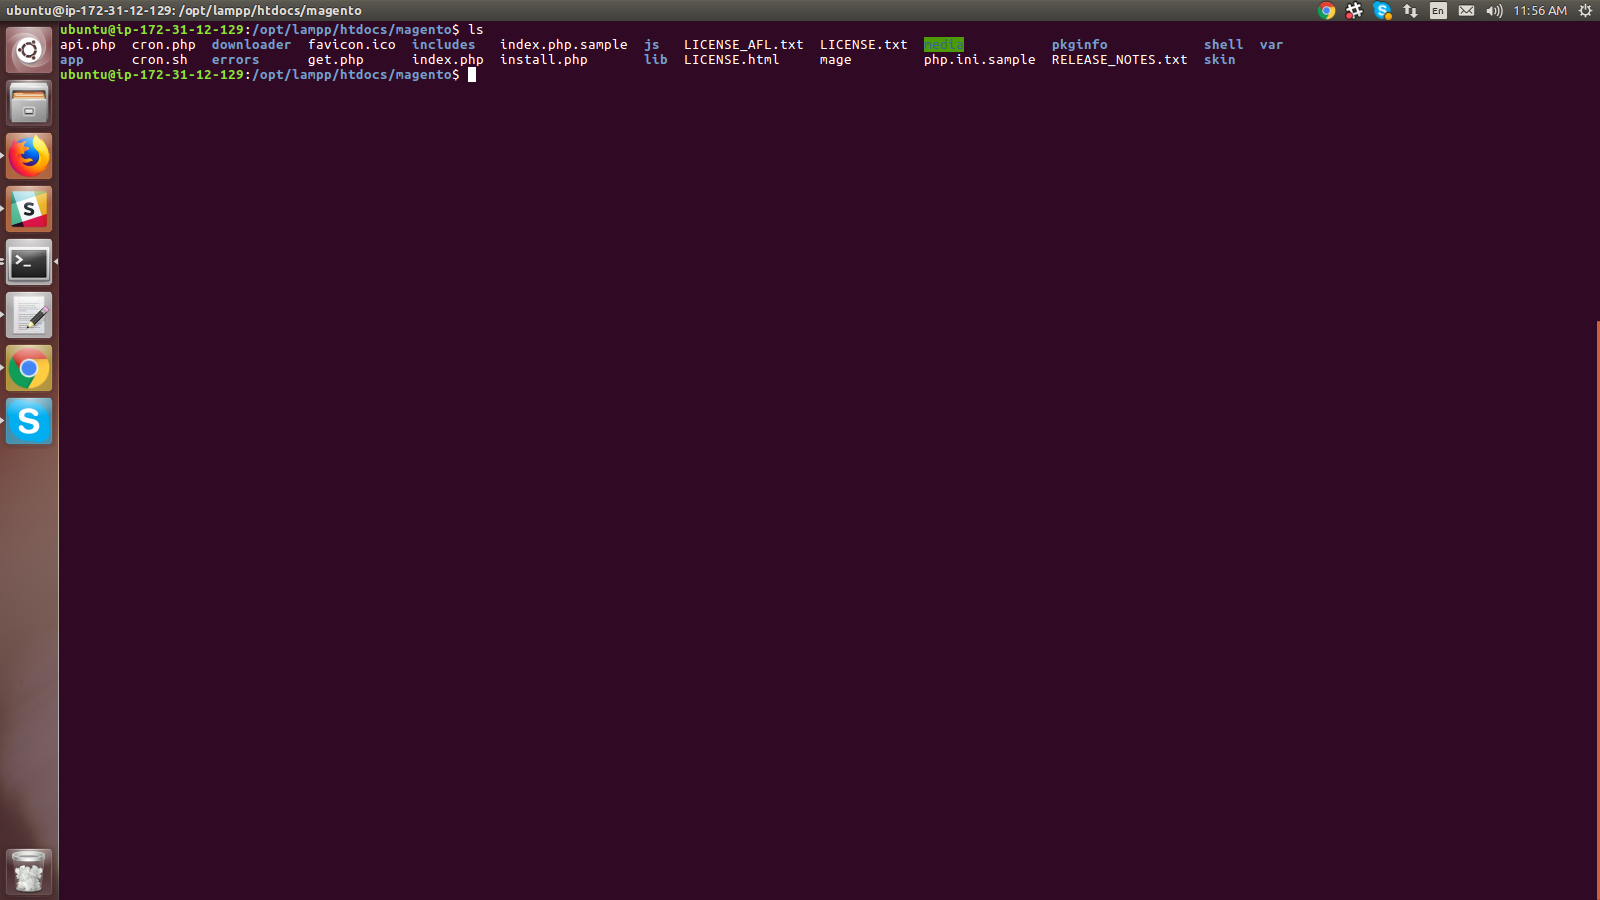 ubuntu@ip-172-31-12-129: /opt/lampp/htdocs/magento
En
11:56 AM
ubuntu@ip-172-31-12-129:/opt/lampp/htdocs/magento$ ls
api.php cron.php downloader favicon.ico includes index.php.sample js LICENSE_AFL.txt LICENSE.txt media pkginfo shell var
app cron.sh errors get.php index.php install.php lib LICENSE.html mage php.ini.sample RELEASE_NOTES.txt skin
ubuntu@ip-172-31-12-129:/opt/lampp/htdocs/magento$